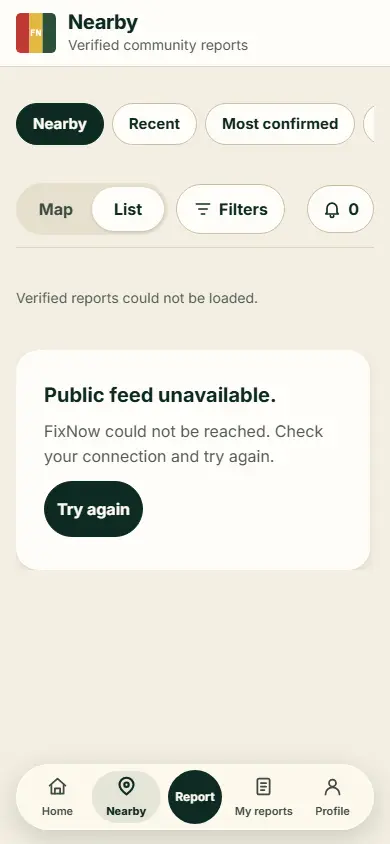 FN
Nearby
Verified community reports
Nearby
Recent
Most confirmed
Map
List
Filters
0
Verified reports could not be loaded.
Public feed unavailable.
FixNow could not be reached. Check
your connection and try again.
Try again
Home
Nearby
Report
My reports
Profile